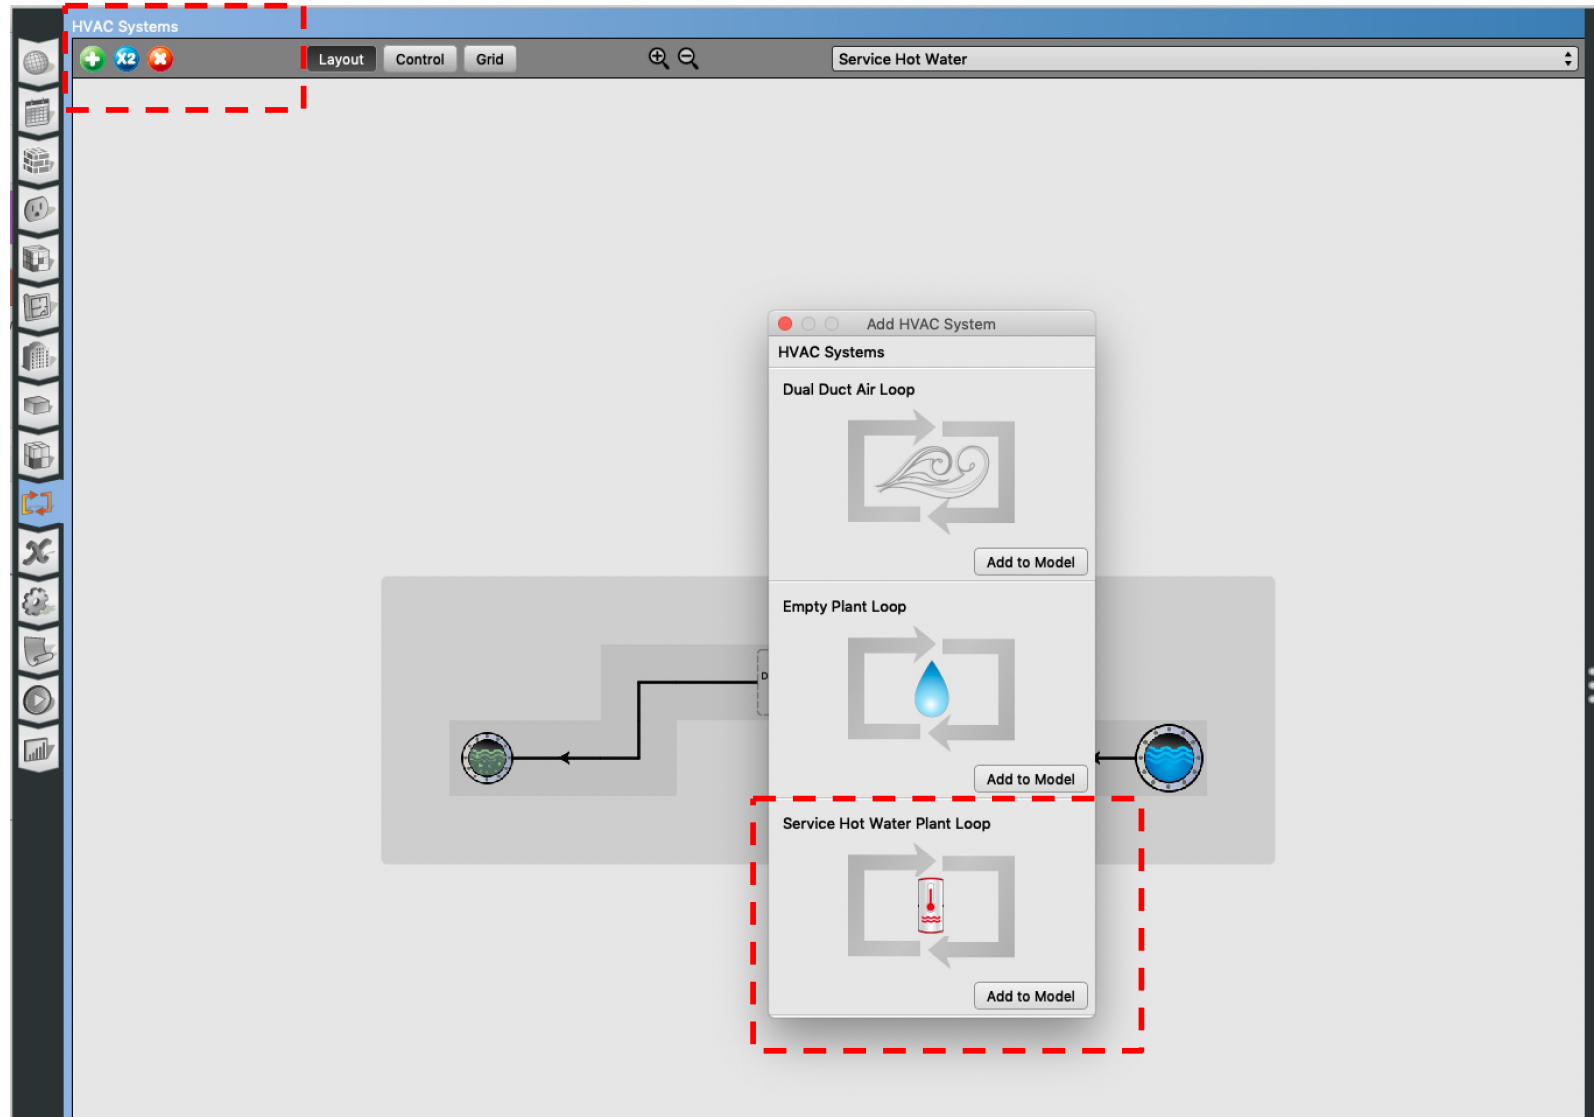 HVAC Systems
X2
Layout
Control
Grid
Service Hot Water
Add HVAC System
HVAC Systems
Dual Duct Air Loop
Add to Model
Empty Plant Loop
D
Add to Model
Service Hot Water Plant Loop
Add to Model